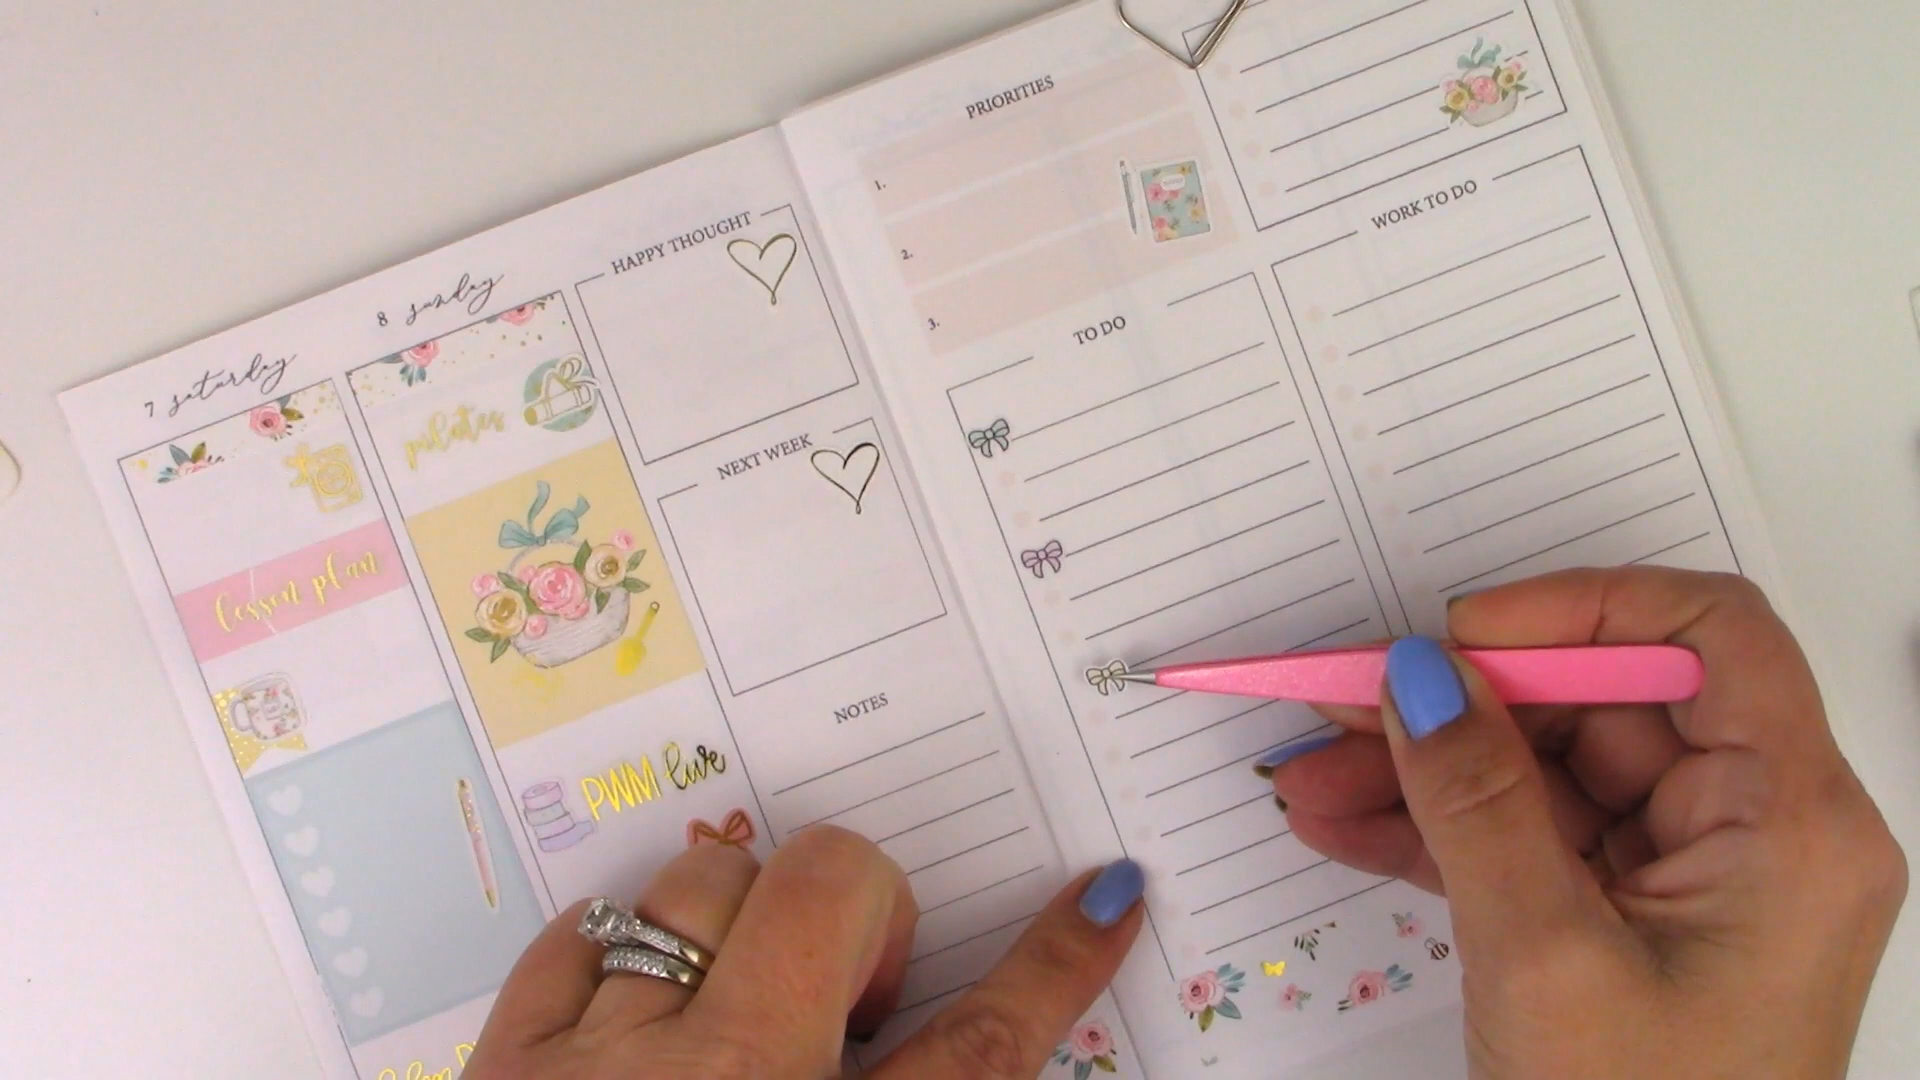 7 saturday
8 sunday
lesson plan
pilates
PWM live
HAPPY THOUGHT
NEXT WEEK
NOTES
PRIORITIES
1.
2.
3.
TO DO
WORK TO DO